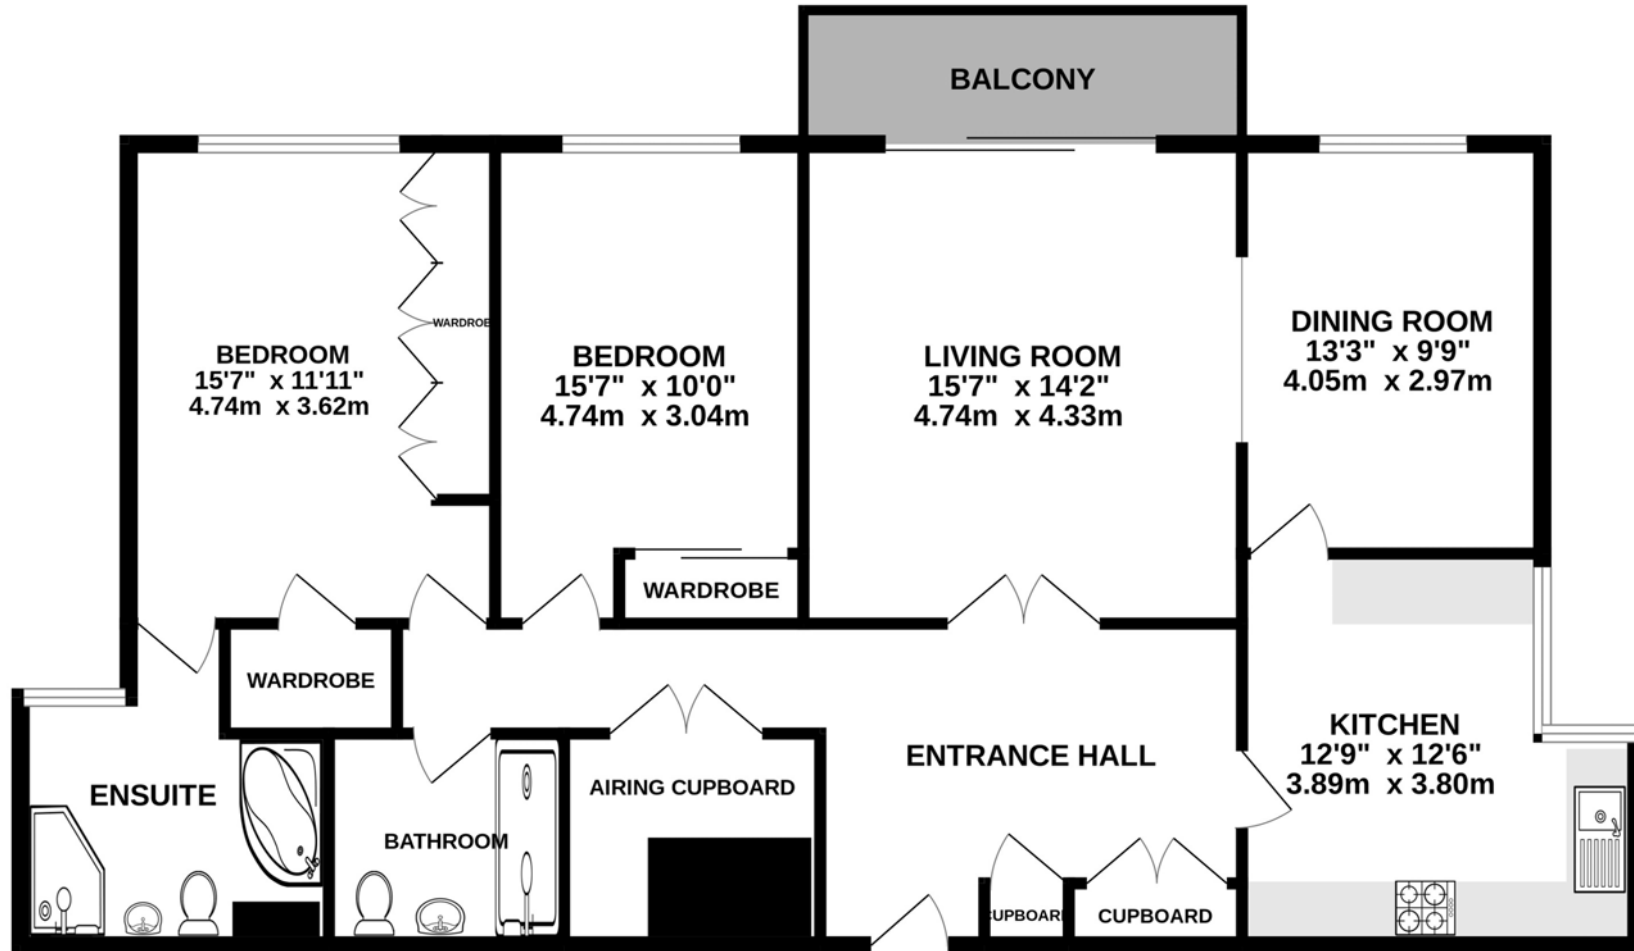 BALCONY
BEDROOM
15'7" x 11'11"
4.74m x 3.62m
WARDROBE
BEDROOM
15'7" x 10'0"
4.74m x 3.04m
WARDROBE
LIVING ROOM
15'7" x 14'2"
4.74m x 4.33m
DINING ROOM
13'3" x 9'9"
4.05m x 2.97m
WARDROBE
ENSUITE
BATHROOM
AIRING CUPBOARD
ENTRANCE HALL
KITCHEN
12'9" x 12'6"
3.89m x 3.80m
CUPBOARD
CUPBOARD